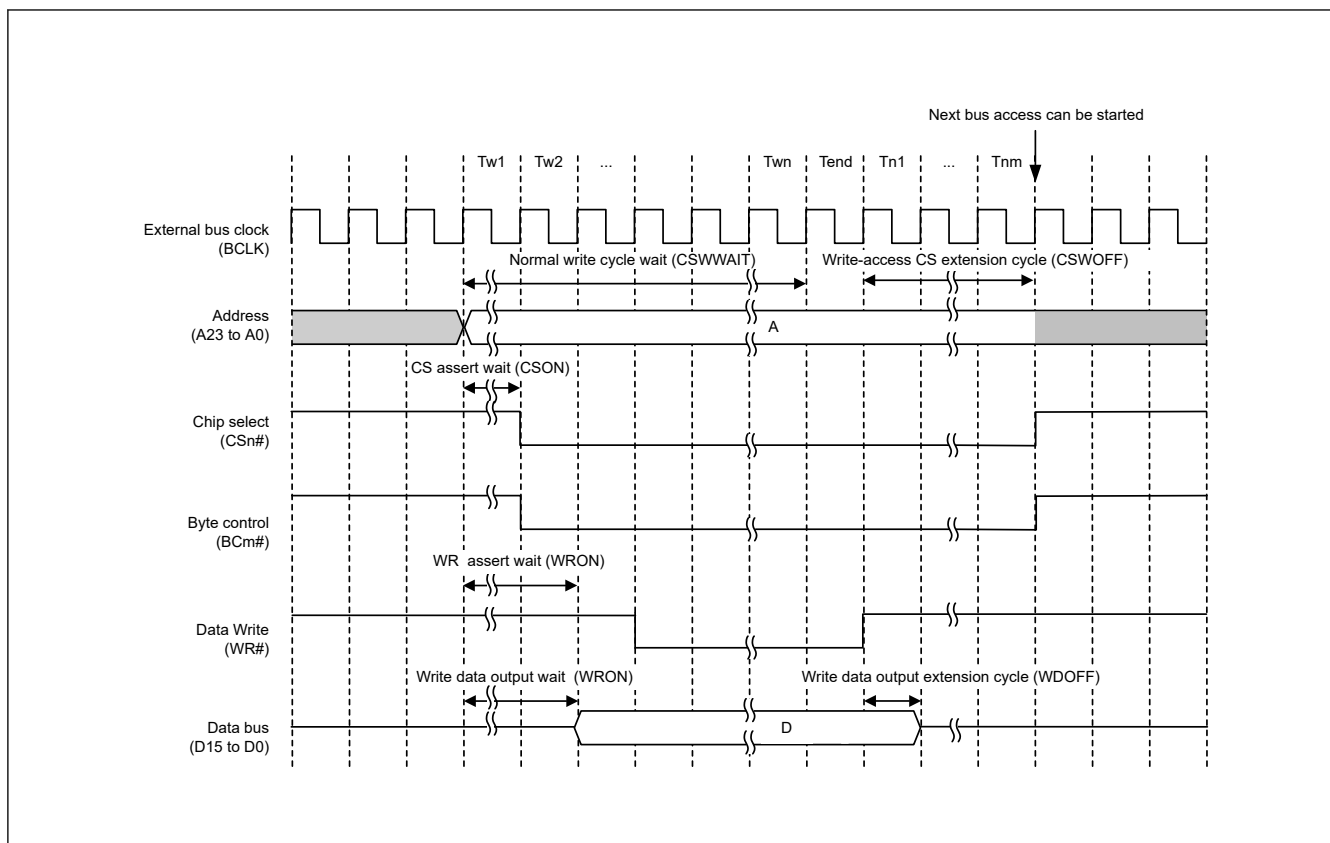 Next bus access can be started
Tw1 Tw2 ... Twn Tend Tn1 ... Tnm
External bus clock
(BCLK)
Normal write cycle wait (CSWWAIT) Write-access CS extension cycle (CSWOFF)
Address
(A23 to A0)
A
CS assert wait (CSON)
Chip select
(CSn#)
Byte control
(BCm#)
WR assert wait (WRON)
Data Write
(WR#)
Write data output wait (WRON) Write data output extension cycle (WDOFF)
Data bus
(D15 to D0)
D